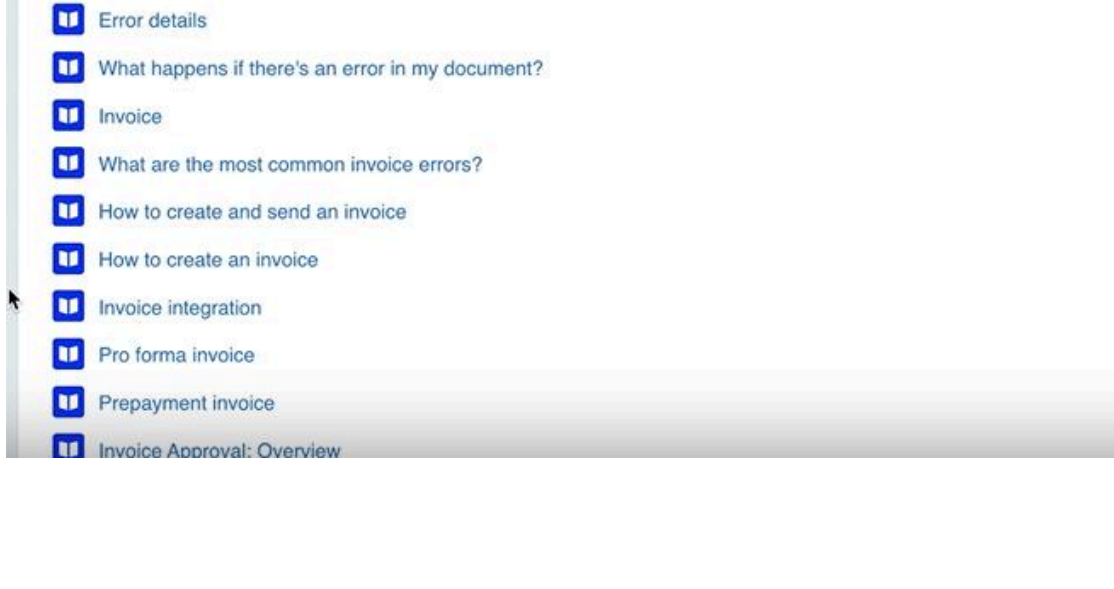 Error details
What happens if there's an error in my document?
Invoice
What are the most common invoice errors?
How to create and send an invoice
How to create an invoice
Invoice integration
Pro forma invoice
Prepayment invoice
Invoice Approval: Overview